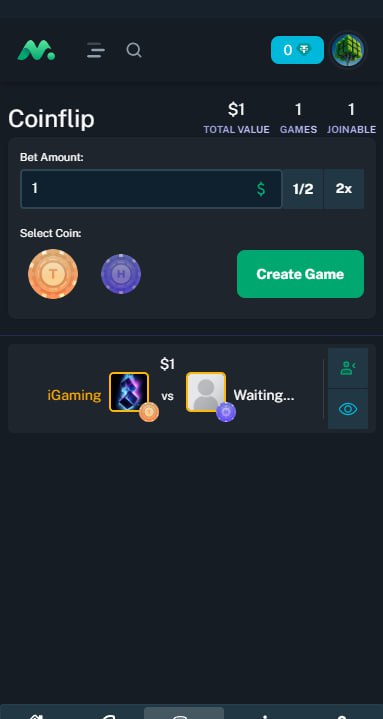 0
Coinflip
$1 1 1
TOTAL VALUE GAMES JOINABLE
Bet Amount:
1 $ 1/2 2x
Select Coin:
T H Create Game
$1
iGaming vs Waiting...
T H